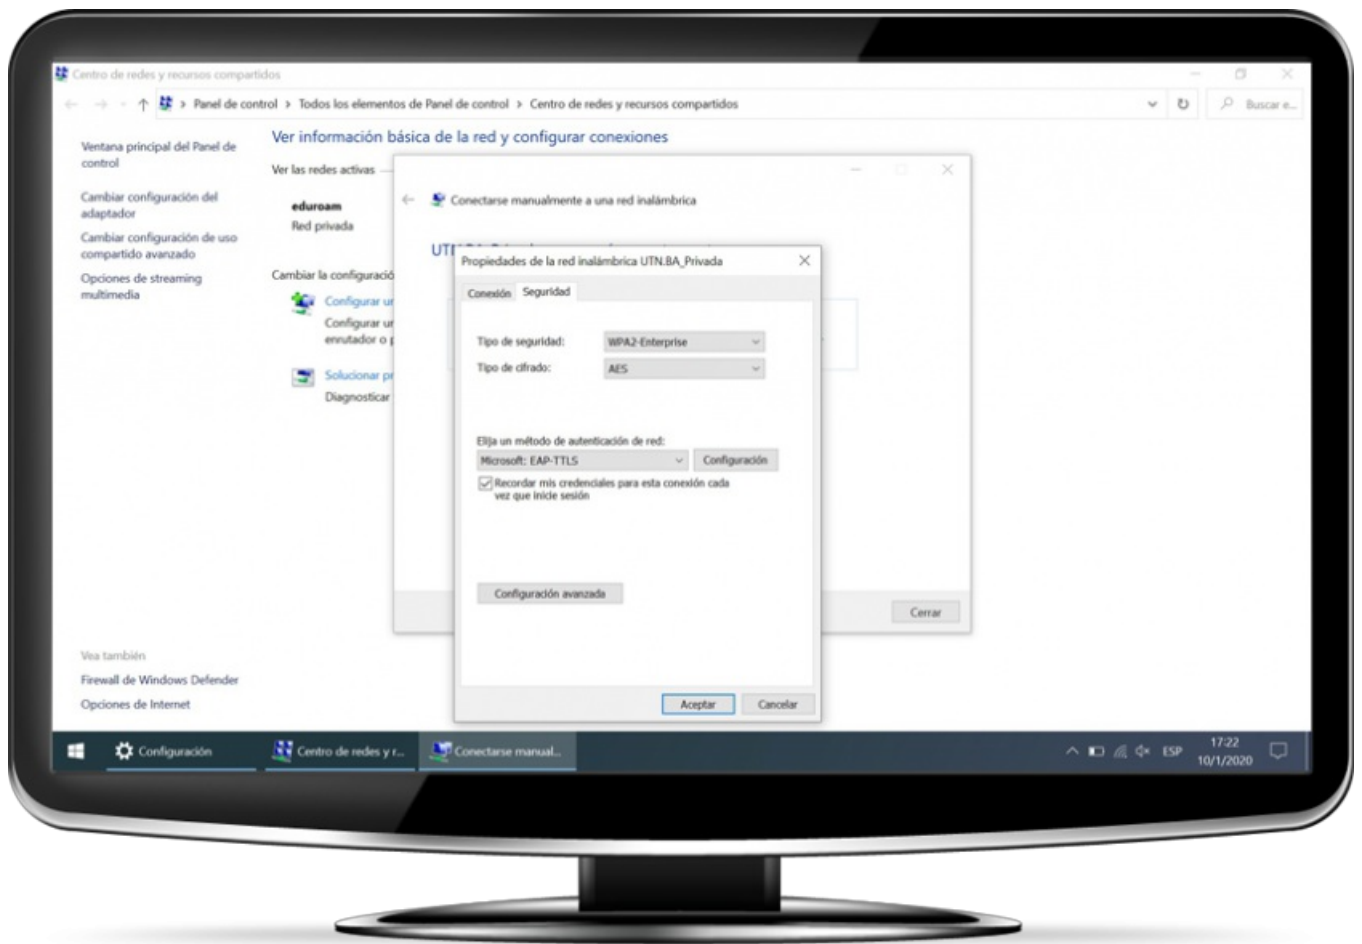 Centro de redes y recursos compartidos
Panel de control > Todos los elementos de Panel de control > Centro de redes y recursos compartidos
Buscar e...
Ventana principal del Panel de
control
Cambiar configuración del
adaptador
Cambiar configuración de uso
compartido avanzado
Opciones de streaming
multimedia
Ver información básica de la red y configurar conexiones
Ver las redes activas
eduroam
Red privada
Cambiar la configuració
Configurar ur
Configurar ur
enrutador o p
Solucionar pr
Diagnosticar
Conectarse manualmente a una red inalámbrica
Propiedades de la red inalámbrica UTN.BA_Privada
Conexión Seguridad
Tipo de seguridad: WPA2-Enterprise
Tipo de cifrado: AES
Elija un método de autenticación de red:
Microsoft: EAP-TTLS Configuración
Recordar mis credenciales para esta conexión cada
vez que inicie sesión
Configuración avanzada
Aceptar Cancelar
Cerrar
Vea también
Firewall de Windows Defender
Opciones de Internet
Configuración Centro de redes y r... Conectarse manual... ESP
17:22
10/1/2020